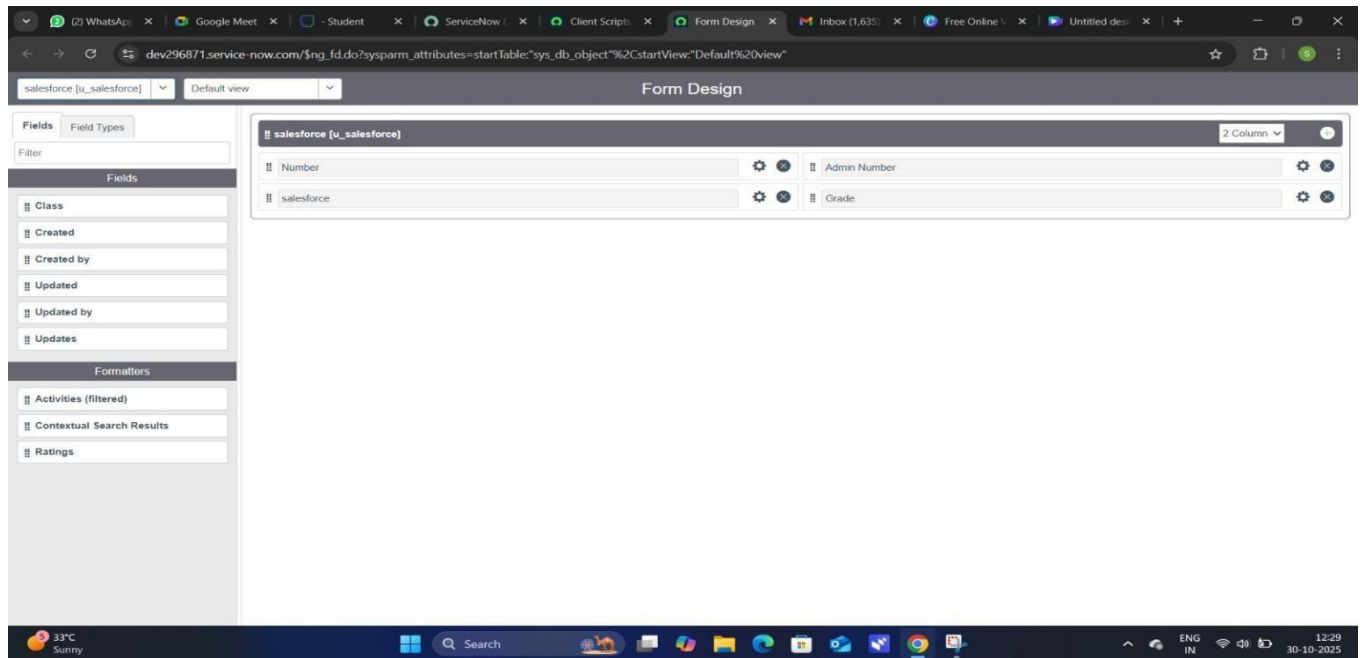 (2) WhatsAp
Google Meet
- Student
ServiceNow
Client Scripts
Form Design
Inbox (1,635)
Free Online
Untitled des
dev296871.service-now.com/$ng_fd.do?sysparm_attributes=startTable:"sys_db_object"%2CstartView:"Default%20view"
S
salesforce [u_salesforce]
Default view
Form Design
Fields
Field Types
Filter
Fields
Class
Created
Created by
Updated
Updated by
Updates
Formatters
Activities (filtered)
Contextual Search Results
Ratings
salesforce [u_salesforce]
2 Column
Number
Admin Number
salesforce
Grade
5
33°C
Sunny
Search
ENG
IN
12:29
30-10-2025